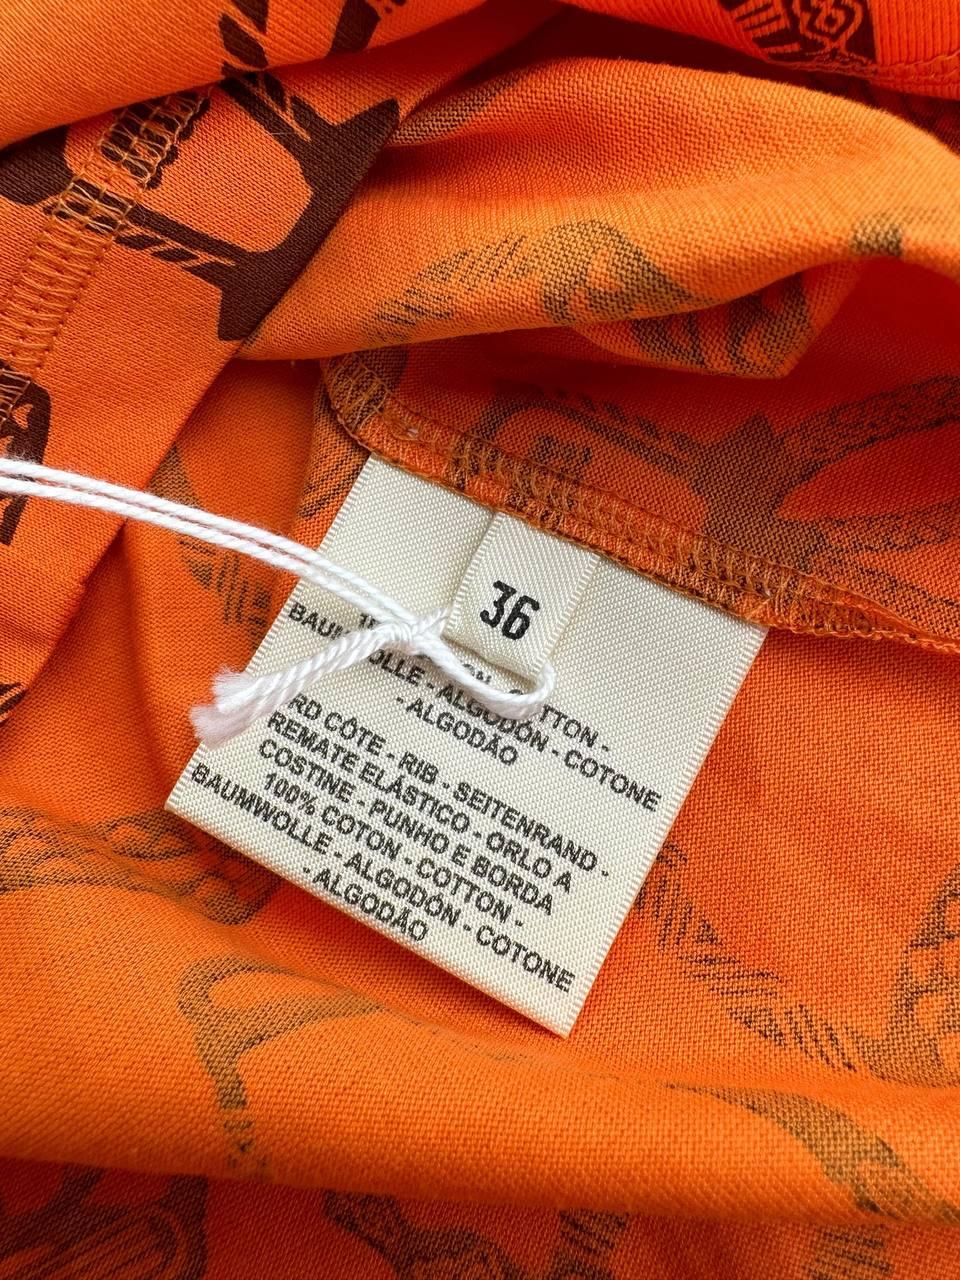 36
TTON -
BAUMWOLLE - ALGODÓN - COTONE
- ALGODÃO
RD CÔTE - RIB - SEITENRAND -
REMATE ELÁSTICO - ORLO A
COSTINE - PUNHO E BORDA
100% COTON - COTTON -
BAUMWOLLE - ALGODÓN - COTONE
- ALGODÃO